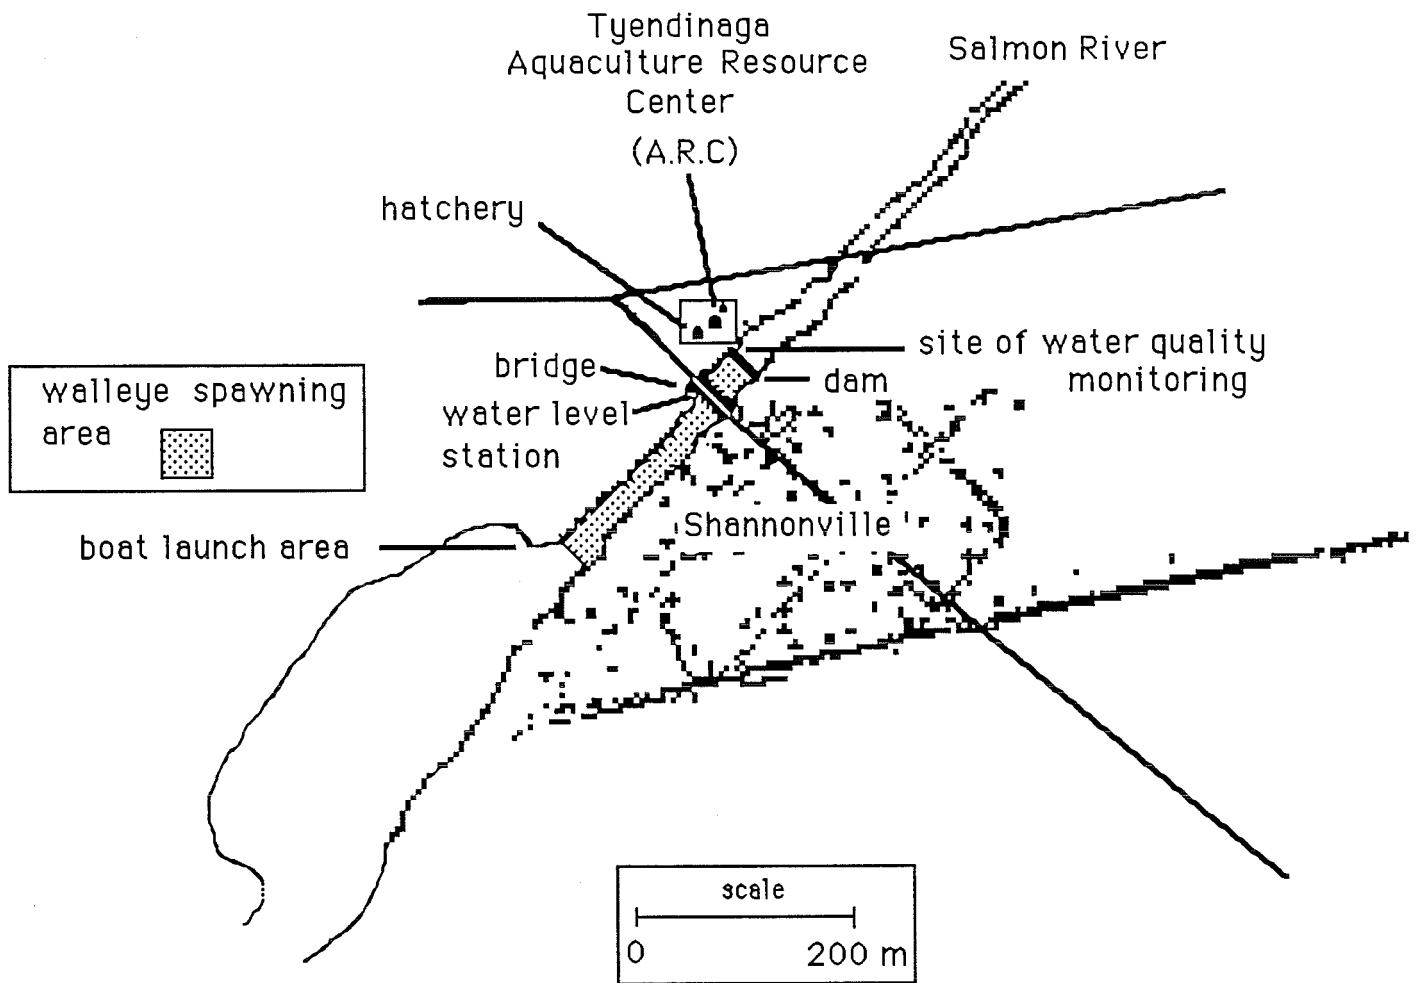 Tyendinaga
Aquaculture Resource
Center
(A.R.C)
Salmon River
hatchery
bridge
site of water quality
monitoring
dam
water level
station
walleye spawning
area
Shannonville
boat launch area
scale
0 200 m